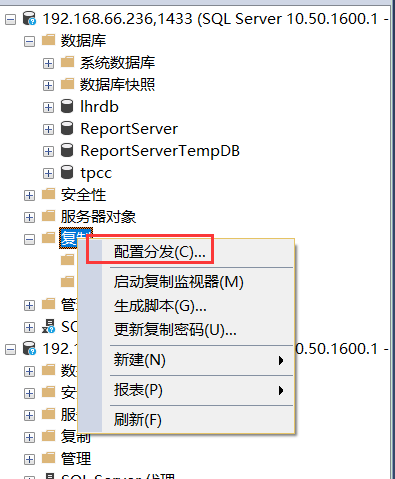 192.168.66.236,1433 (SQL Server 10.50.1600.1 -
数据库
系统数据库
数据库快照
lhrdb
ReportServer
ReportServerTempDB
tpcc
安全性
服务器对象
复制
配置分发(C)...
启动复制监视器(M)
生成脚本(G)...
更新复制密码(U)...
新建(N)
报表(P)
刷新(F)
管
SQ
192.1
0.50.1600.1 -
数
安
服
复制
管理
SQL Server 代理